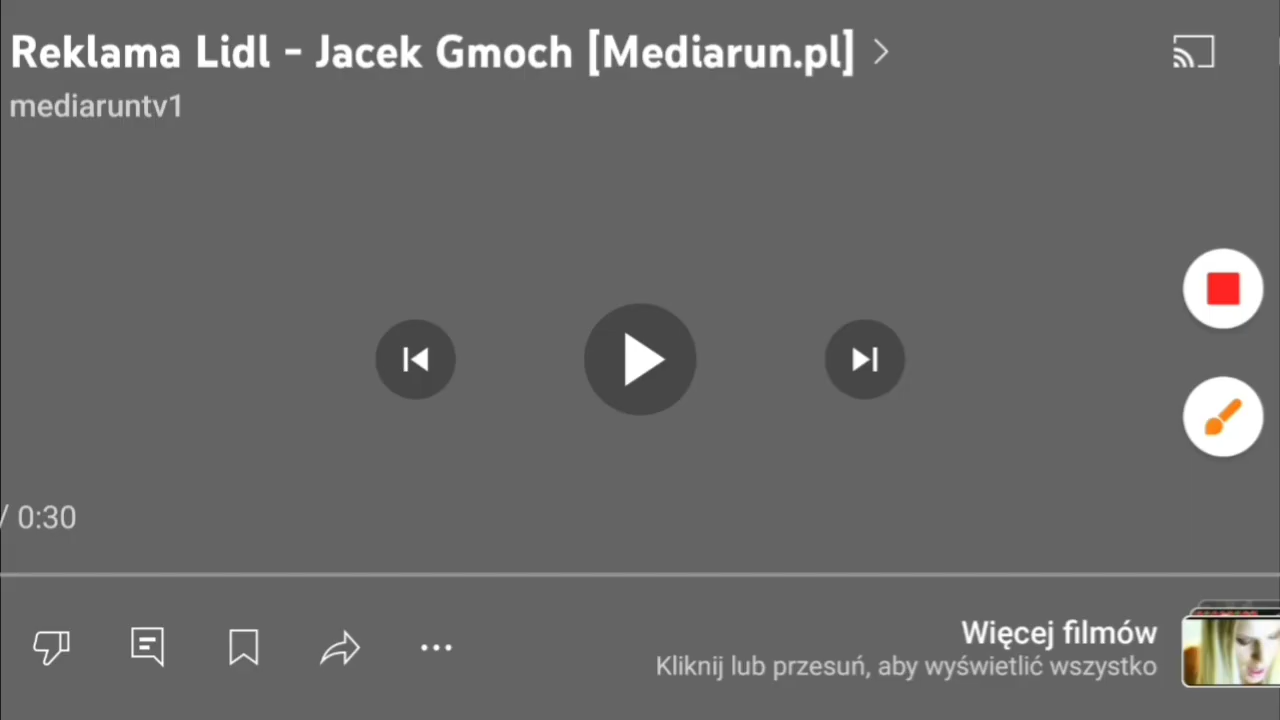 Reklama Lidl - Jacek Gmoch [Mediarun.pl]
mediaruntv1
/ 0:30
Więcej filmów
Kliknij lub przesuń, aby wyświetlić wszystko